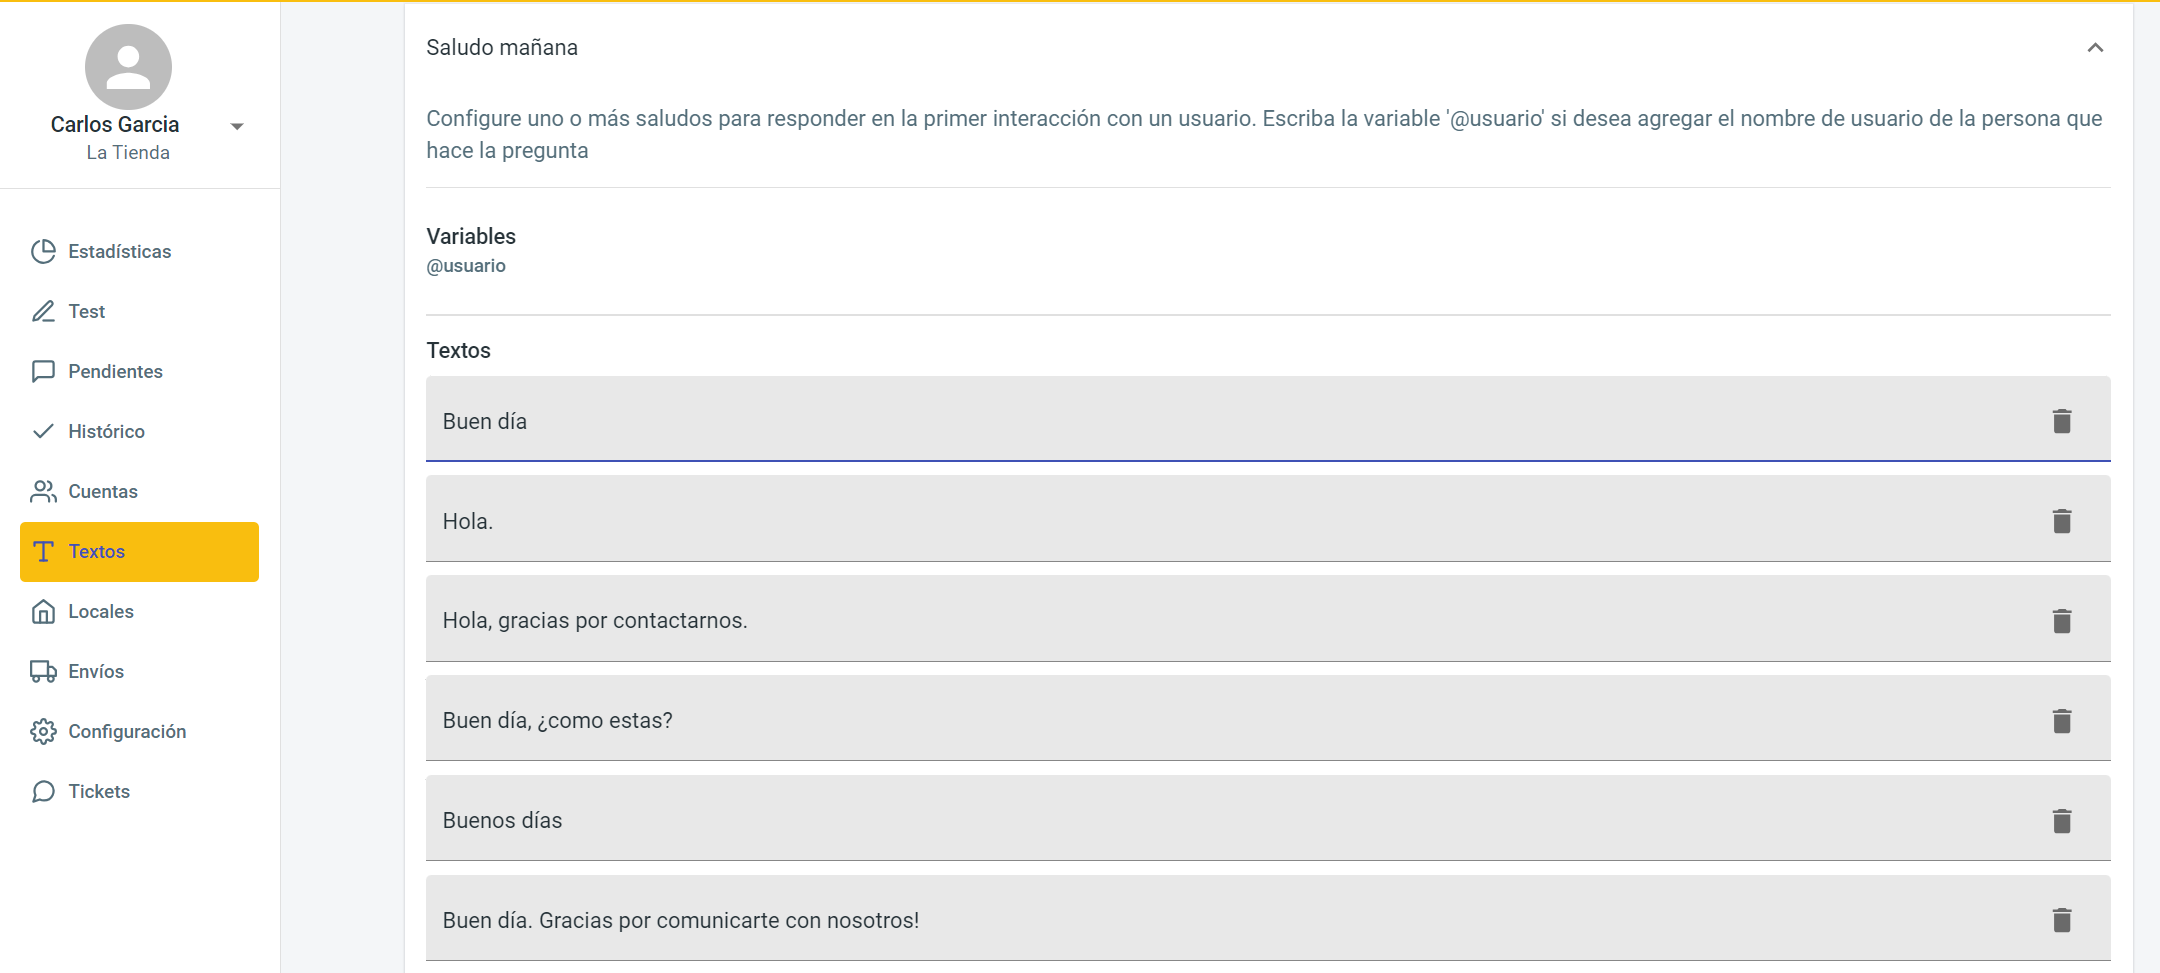 Carlos Garcia
La Tienda
Estadísticas
Test
Pendientes
Histórico
Cuentas
Textos
Locales
Envíos
Configuración
Tickets
Saludo mañana
Configure uno o más saludos para responder en la primer interacción con un usuario. Escriba la variable '@usuario' si desea agregar el nombre de usuario de la persona que
hace la pregunta
Variables
@usuario
Textos
Buen día
Hola.
Hola, gracias por contactarnos.
Buen día, ¿como estas?
Buenos días
Buen día. Gracias por comunicarte con nosotros!